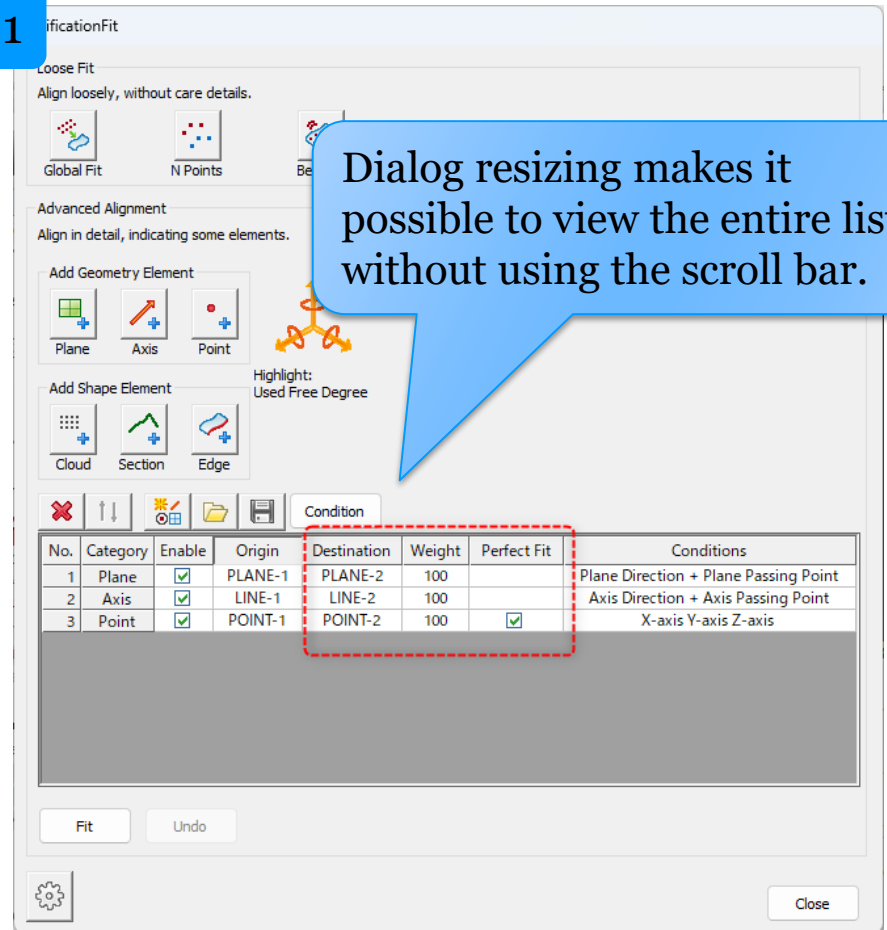 1
ificationFit
Loose Fit
Align loosely, without care details.
Global Fit N Points
Dialog resizing makes it
possible to view the entire list
without using the scroll bar.
Advanced Alignment
Align in detail, indicating some elements.
Add Geometry Element
Plane Axis Point
Highlight:
Used Free Degree
Add Shape Element
Cloud Section Edge
Condition
No. Category Enable Origin Destination Weight Perfect Fit Conditions
1 Plane PLANE-1 PLANE-2 100 Plane Direction + Plane Passing Point
2 Axis LINE-1 LINE-2 100 Axis Direction + Axis Passing Point
3 Point POINT-1 POINT-2 100 X-axis Y-axis Z-axis
Fit Undo
Close